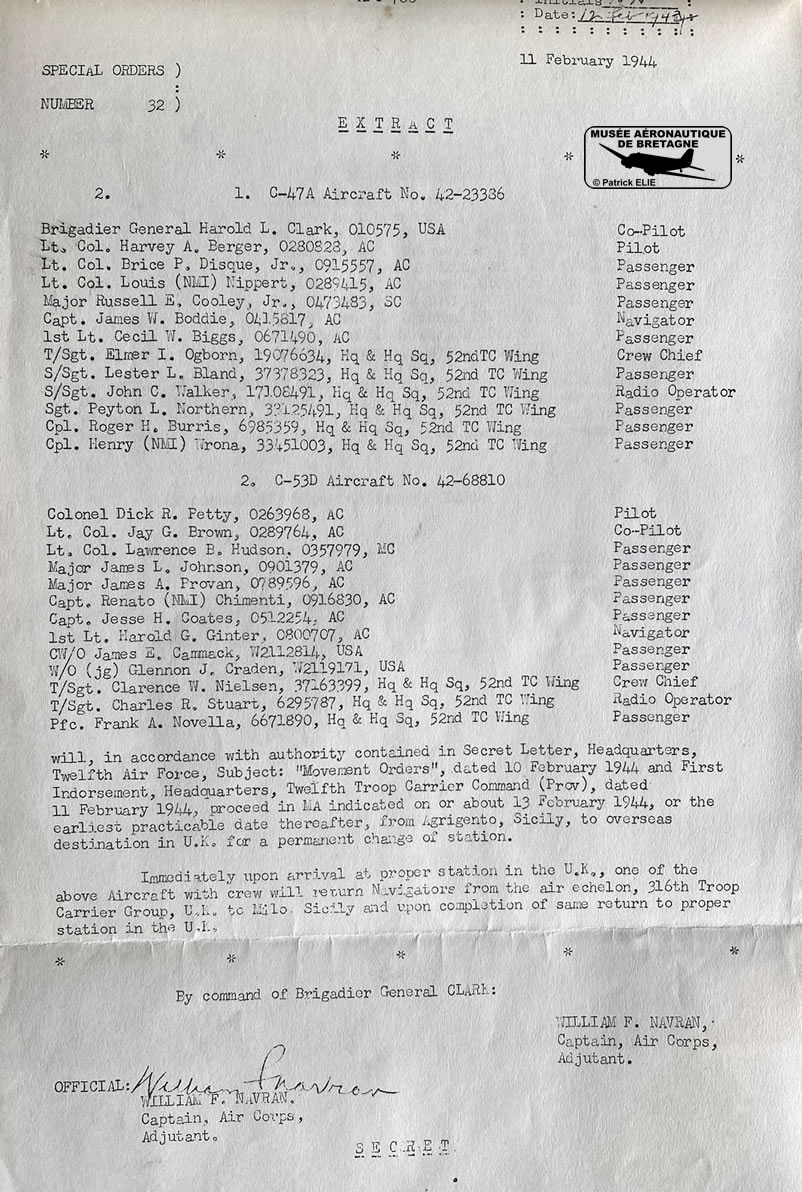 : Date: 12 Feb 1944
: : : : : : : : : : :
11 February 1944
SPECIAL ORDERS )
:
NUMBER 32 )
E X T R A C T
* * * * *
MUSÉE AÉRONAUTIQUE
DE BRETAGNE
© Patrick ELIE
2. 1. C-47A Aircraft No. 42-23386
Brigadier General Harold L. Clark, 010575, USA Co-Pilot
Lt. Col. Harvey A. Berger, 0280828, AC Pilot
Lt. Col. Brice P. Disque, Jr., 0915557, AC Passenger
Lt. Col. Louis (NMI) Nippert, 0289415, AC Passenger
Major Russell E. Cooley, Jr., 0473483, SC Passenger
Capt. James W. Boddie, 0415817, AC Navigator
1st Lt. Cecil W. Biggs, 0671490, AC Passenger
T/Sgt. Elmer I. Ogborn, 19076634, Hq & Hq Sq, 52ndTC Wing Crew Chief
S/Sgt. Lester L. Bland, 37378323, Hq & Hq Sq, 52nd TC Wing Passenger
S/Sgt. John C. Walker, 17108491, Hq & Hq Sq, 52nd TC Wing Radio Operator
Sgt. Peyton L. Northern, 33125491, Hq & Hq Sq, 52nd TC Wing Passenger
Cpl. Roger H. Burris, 6985359, Hq & Hq Sq, 52nd TC Wing Passenger
Cpl. Henry (NMI) Wrona, 33451003, Hq & Hq Sq, 52nd TC Wing Passenger
2. C-53D Aircraft No. 42-68810
Colonel Dick R. Petty, 0263968, AC Pilot
Lt. Col. Jay G. Brown, 0289764, AC Co-Pilot
Lt. Col. Lawrence B. Hudson, 0357979, MC Passenger
Major James L. Johnson, 0901379, AC Passenger
Major James A. Provan, 0789596, AC Passenger
Capt. Renato (NMI) Chimenti, 0916830, AC Passenger
Capt. Jesse H. Coates, 0512254, AC Passenger
1st Lt. Harold G. Ginter, 0800707, AC Navigator
CW/O James E. Cammack, W2112814, USA Passenger
W/O (jg) Glennon J. Craden, W2119171, USA Passenger
T/Sgt. Clarence W. Nielsen, 37163399, Hq & Hq Sq, 52nd TC Wing Crew Chief
T/Sgt. Charles R. Stuart, 6295787, Hq & Hq Sq, 52nd TC Wing Radio Operator
Pfc. Frank A. Novella, 6671890, Hq & Hq Sq, 52nd TC Wing Passenger
will, in accordance with authority contained in Secret Letter, Headquarters,
Twelfth Air Force, Subject: "Movement Orders", dated 10 February 1944 and First
Indorsement, Headquarters, Twelfth Troop Carrier Command (Prov), dated
11 February 1944, proceed in MA indicated on or about 13 February 1944, or the
earliest practicable date thereafter, from Agrigento, Sicily, to overseas
destination in U.K. for a permanent change of station.
Immediately upon arrival at proper station in the U.K., one of the
above Aircraft with crew will return Navigators from the air echelon, 316th Troop
Carrier Group, U.K. to Milo, Sicily and upon completion of same return to proper
station in the U.K.
* * * * *
By command of Brigadier General CLARK:
WILLIAM F. NAVRAN,
Captain, Air Corps,
Adjutant.
OFFICIAL: William F Navran
WILLIAM F. NAVRAN,
Captain, Air Corps,
Adjutant.
S E C R E T